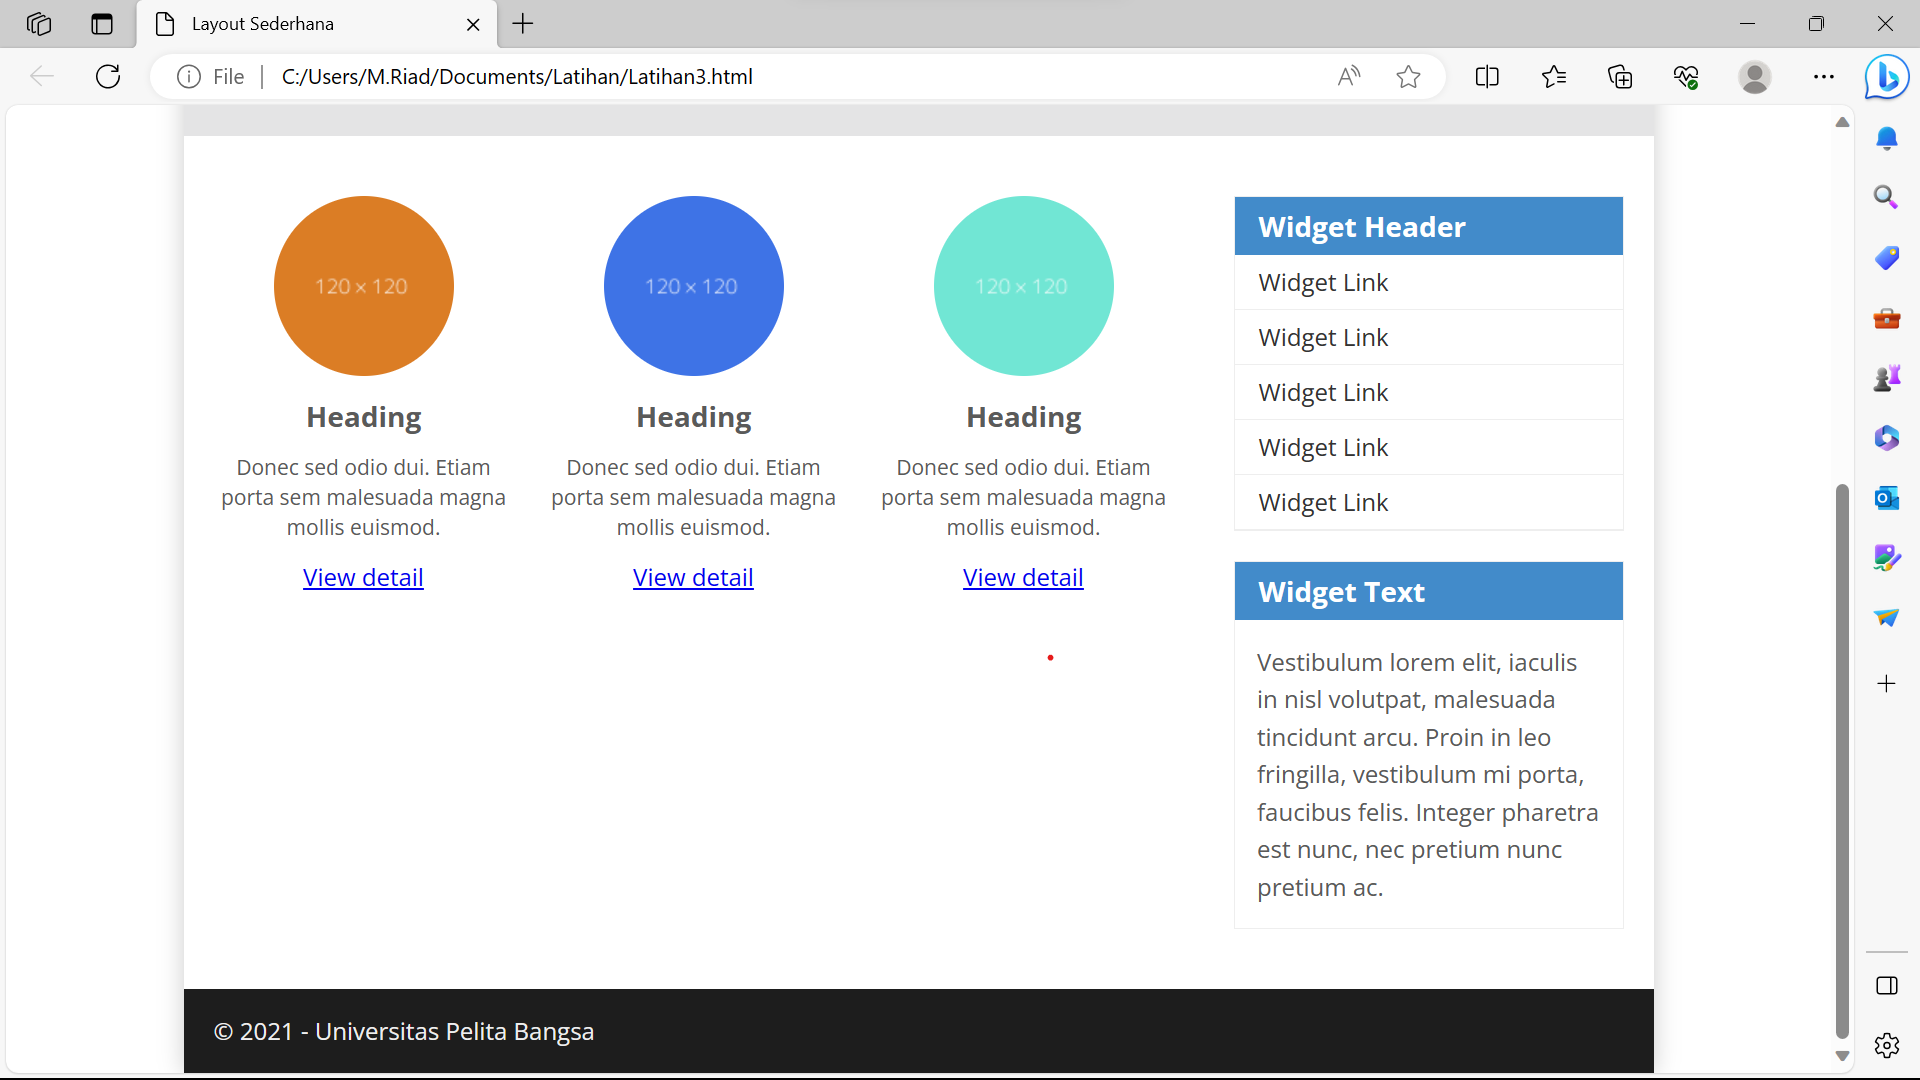 Layout Sederhana
File
C:/Users/M.Riad/Documents/Latihan/Latihan3.html
120 × 120
Heading
Donec sed odio dui. Etiam
porta sem malesuada magna
mollis euismod.
View detail
120 × 120
Heading
Donec sed odio dui. Etiam
porta sem malesuada magna
mollis euismod.
View detail
120 × 120
Heading
Donec sed odio dui. Etiam
porta sem malesuada magna
mollis euismod.
View detail
Widget Header
Widget Link
Widget Link
Widget Link
Widget Link
Widget Link
Widget Text
Vestibulum lorem elit, iaculis
in nisl volutpat, malesuada
tincidunt arcu. Proin in leo
fringilla, vestibulum mi porta,
faucibus felis. Integer pharetra
est nunc, nec pretium nunc
pretium ac.
© 2021 - Universitas Pelita Bangsa